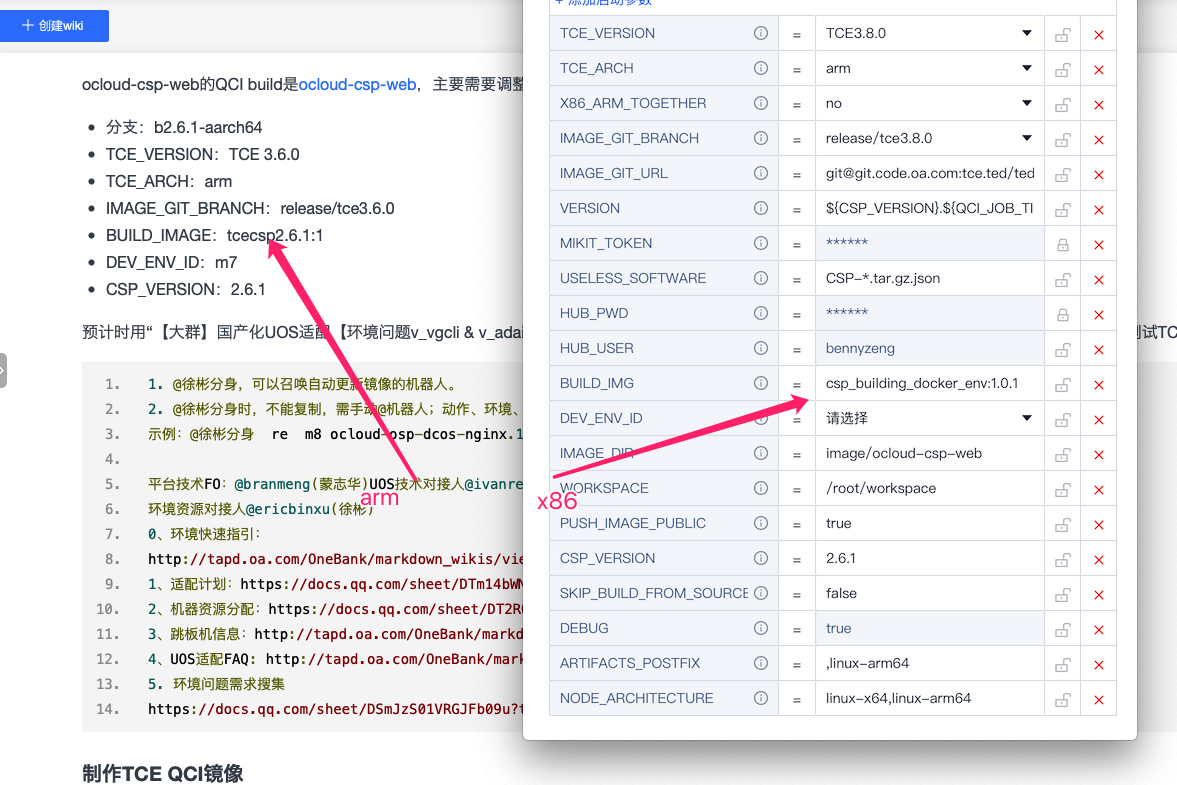 + 创建wiki
ocloud-csp-web的QCI build是ocloud-csp-web，主要需要调整
分支：b2.6.1-aarch64
TCE_VERSION：TCE 3.6.0
TCE_ARCH：arm
IMAGE_GIT_BRANCH：release/tce3.6.0
BUILD_IMAGE：tcecsp2.6.1:1
DEV_ENV_ID：m7
CSP_VERSION：2.6.1
预计时用“【大群】国产化UOS适配【环境问题v_vgcli & v_adai
测试TC
1. 1. @徐彬分身，可以召唤自动更新镜像的机器人。
2. 2. @徐彬分身时，不能复制，需手动@机器人；动作、环境、
3. 示例：@徐彬分身 re m8 ocloud-osp-dcos-nginx.1
4.
5. 平台技术FO：@branmeng(蒙志华)UOS技术对接人@ivanre
6. 环境资源对接人@ericbinxu(徐彬)
7. 0、环境快速指引：
8. http://tapd.oa.com/OneBank/markdown_wikis/vie
9. 1、适配计划：https://docs.qq.com/sheet/DTm14bWN
10. 2、机器资源分配：https://docs.qq.com/sheet/DT2R
11. 3、跳板机信息：http://tapd.oa.com/OneBank/markd
12. 4、UOS适配FAQ：http://tapd.oa.com/OneBank/mark
13. 5. 环境问题需求搜集
14. https://docs.qq.com/sheet/DSmJzS01VRGJFb09u?t
制作TCE QCI镜像
arm
x86
+ 添加启动参数
TCE_VERSION = TCE3.8.0
TCE_ARCH = arm
X86_ARM_TOGETHER = no
IMAGE_GIT_BRANCH = release/tce3.8.0
IMAGE_GIT_URL = git@git.code.oa.com:tce.ted/ted
VERSION = ${CSP_VERSION}.${QCI_JOB_TI
MIKIT_TOKEN = ******
USELESS_SOFTWARE = CSP-*.tar.gz.json
HUB_PWD = ******
HUB_USER = bennyzeng
BUILD_IMG = csp_building_docker_env:1.0.1
DEV_ENV_ID = 请选择
IMAGE_DIR = image/ocloud-csp-web
WORKSPACE = /root/workspace
PUSH_IMAGE_PUBLIC = true
CSP_VERSION = 2.6.1
SKIP_BUILD_FROM_SOURCE = false
DEBUG = true
ARTIFACTS_POSTFIX = ,linux-arm64
NODE_ARCHITECTURE = linux-x64,linux-arm64